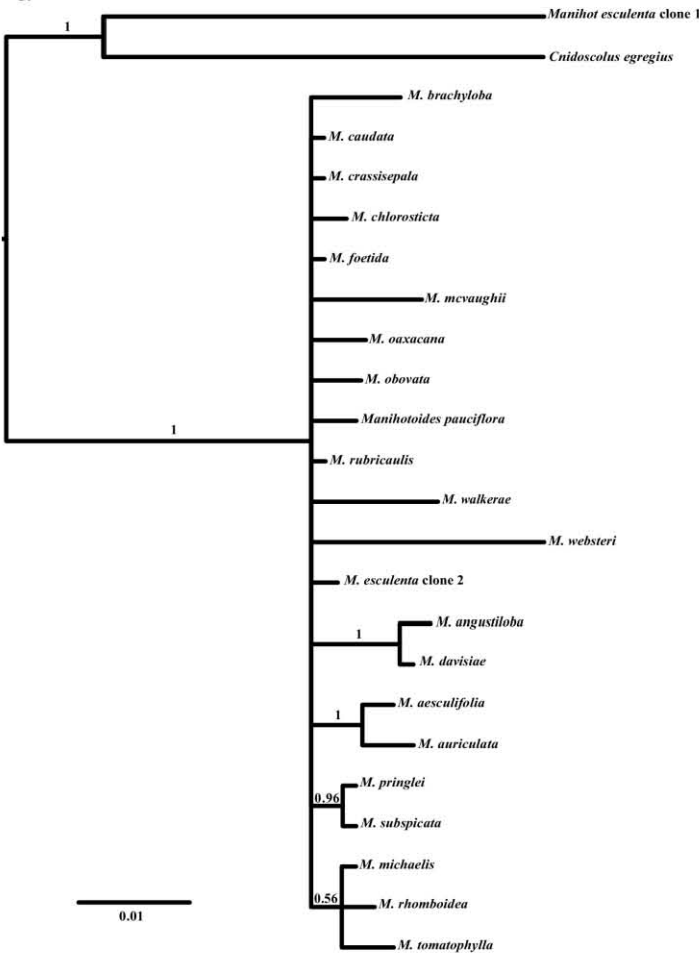 Manihot esculenta clone 1
1
Cnidoscolus egregius
M. brachyloba
M. caudata
M. crassisepala
M. chlorosticta
M. foetida
M. mcvaughii
M. oaxacana
M. obovata
Manihotoides pauciflora
1
M. rubricaulis
M. walkerae
M. websteri
M. esculenta clone 2
M. angustiloba
1
M. davisiae
M. aesculifolia
1
M. auriculata
M. pringlei
0.96
M. subspicata
M. michaelis
0.56
M. rhomboidea
0.01
M. tomatophylla